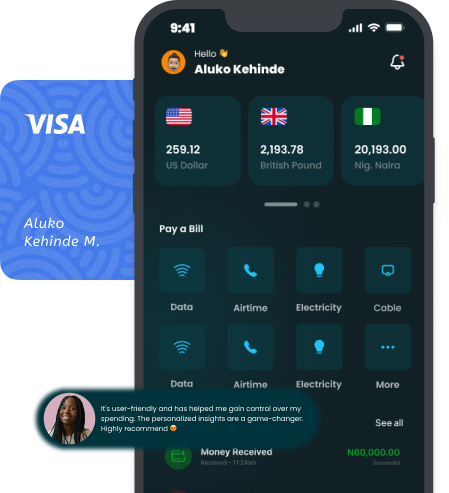 9:41
Hello 👋
Aluko Kehinde
259.12
US Dollar
2,193.78
British Pound
20,193.00
Nig. Naira
VISA
Aluko
Kehinde M.
Pay a Bill
Data
Airtime
Electricity
Cable
Data
Airtime
Electricity
More
It's user-friendly and has helped me gain control over my
spending. The personalized insights are a game-changer.
Highly recommend 😍
See all
Money Received
N60,000.00
Received - 11:24am
Successful